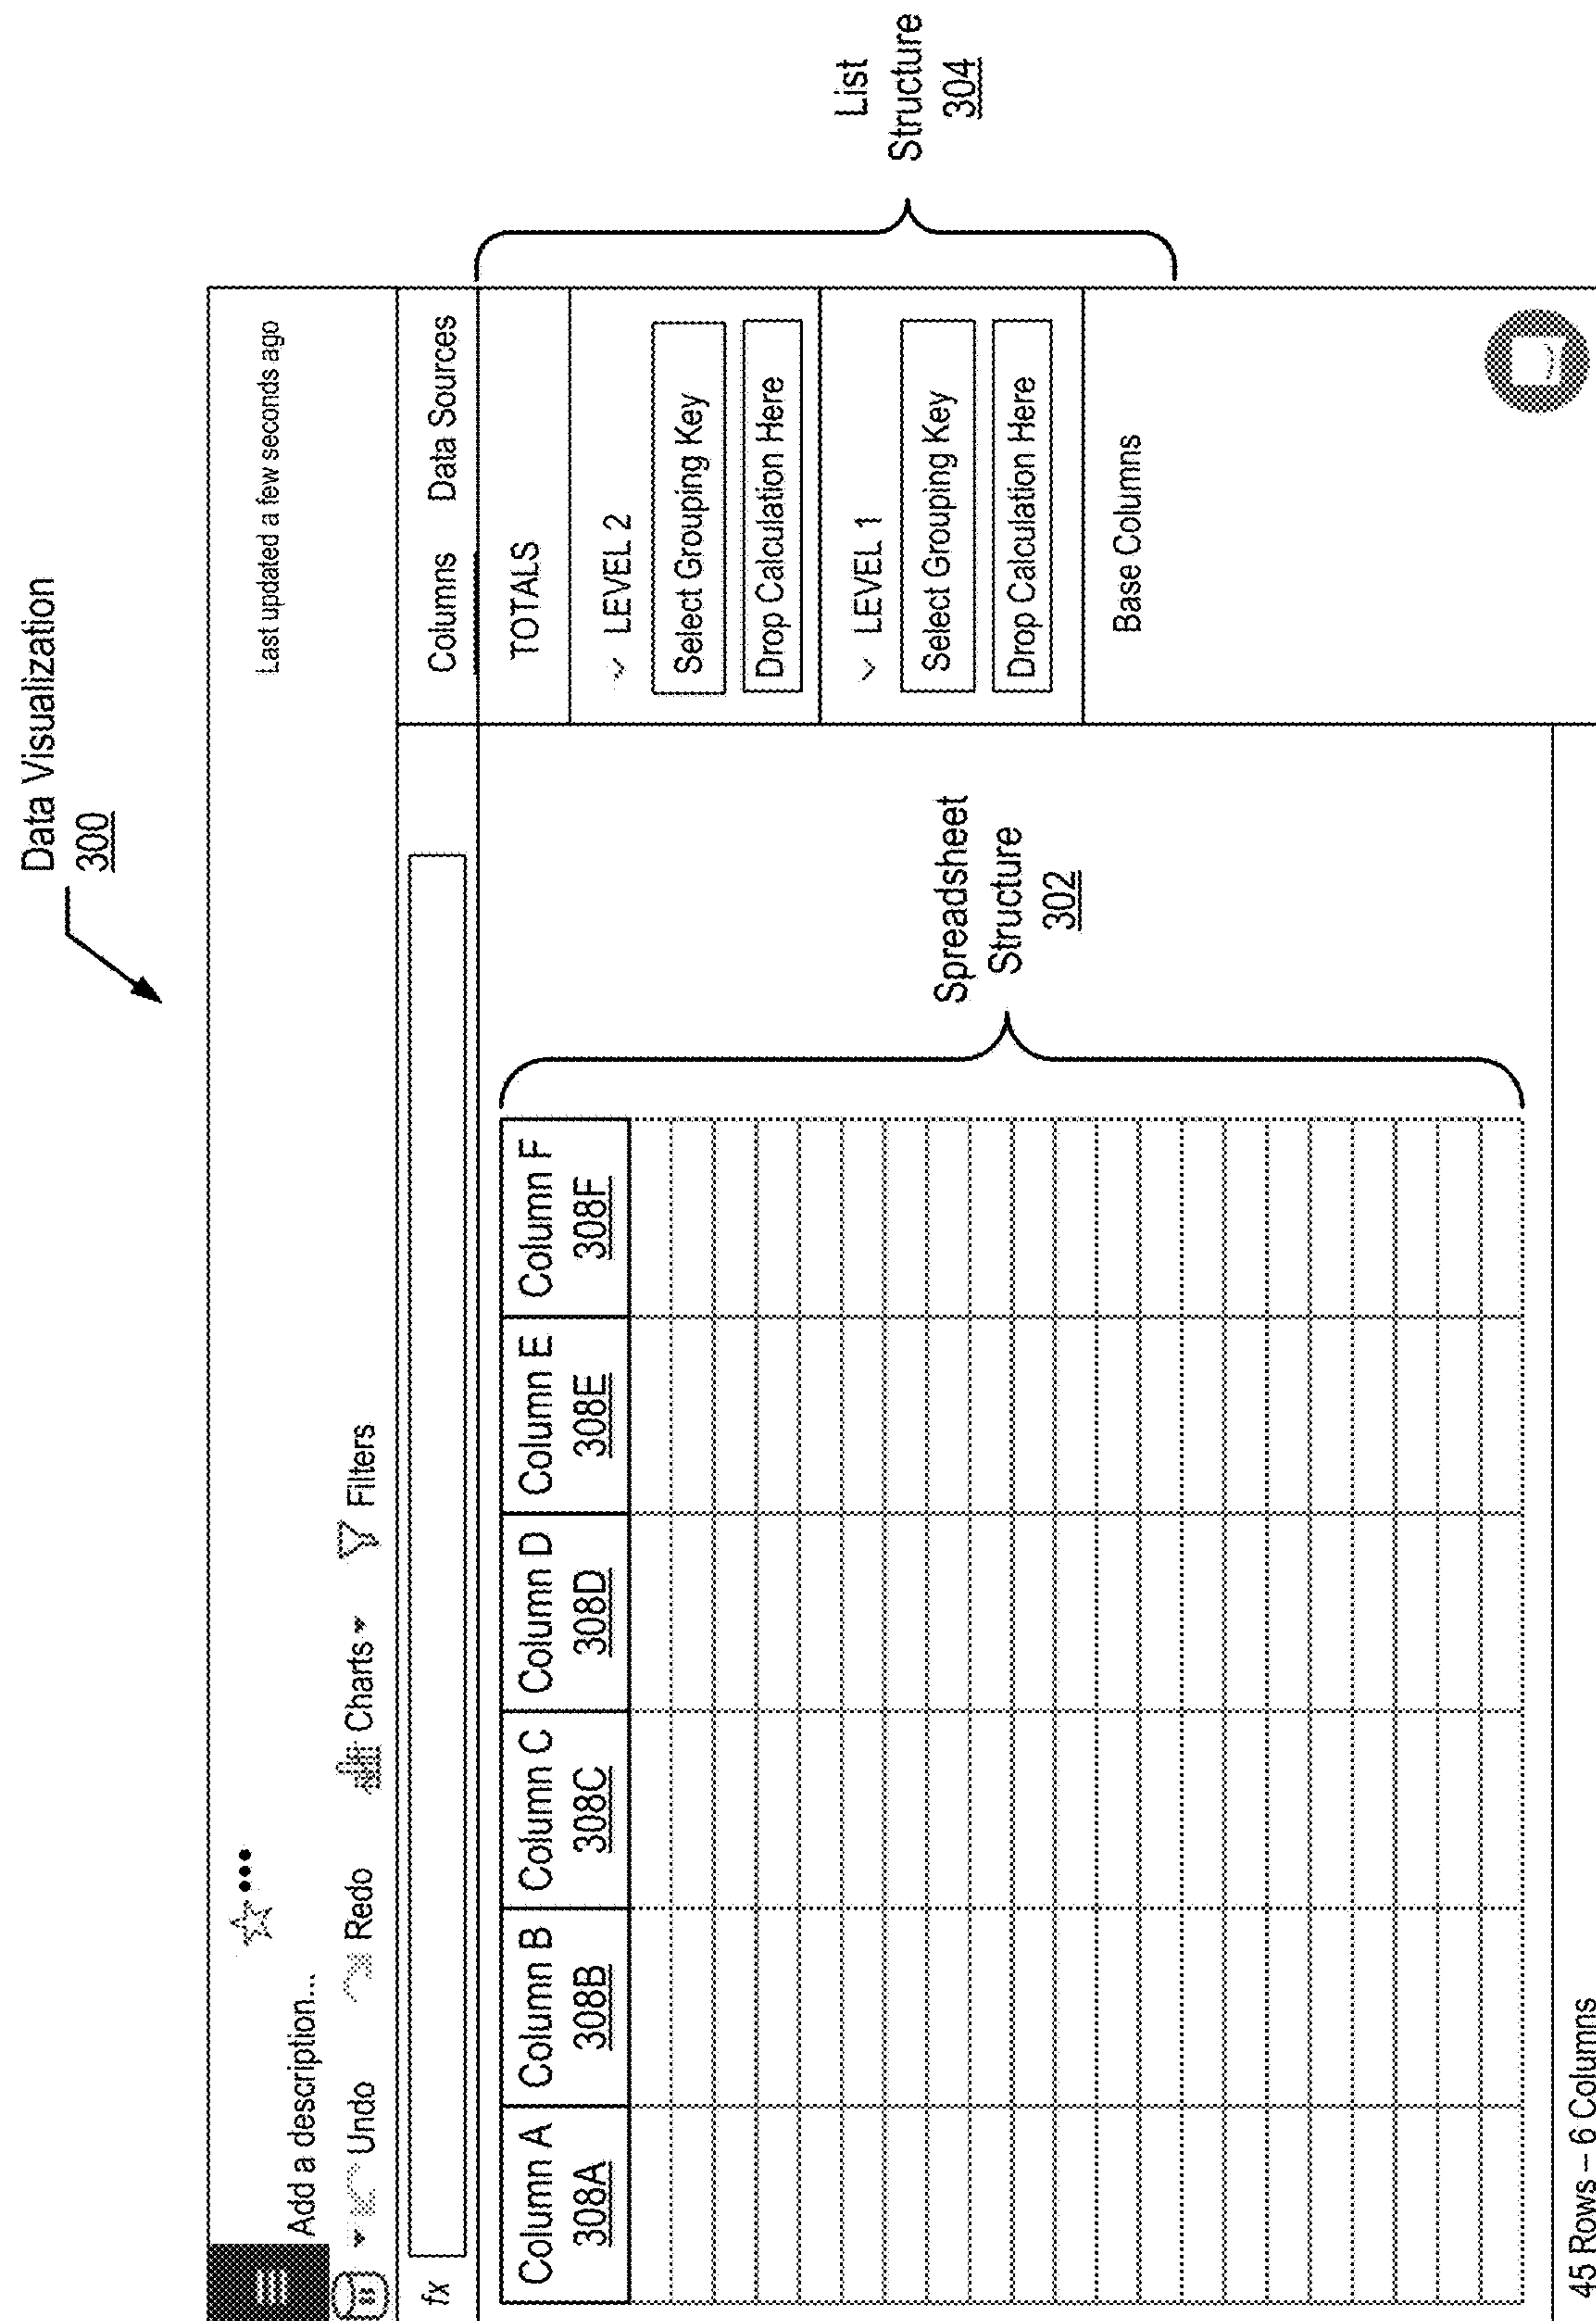 Data Visualization
300
Last updated a few seconds ago
Add a description...
Undo Redo Charts Filters
fx
Columns Data Sources
Column A Column B Column C Column D Column E Column F
308A 308B 308C 308D 308E 308F
Spreadsheet
Structure
302
TOTALS
LEVEL 2
Select Grouping Key
Drop Calculation Here
LEVEL 1
Select Grouping Key
Drop Calculation Here
Base Columns
List
Structure
304
45 Rows – 6 Columns